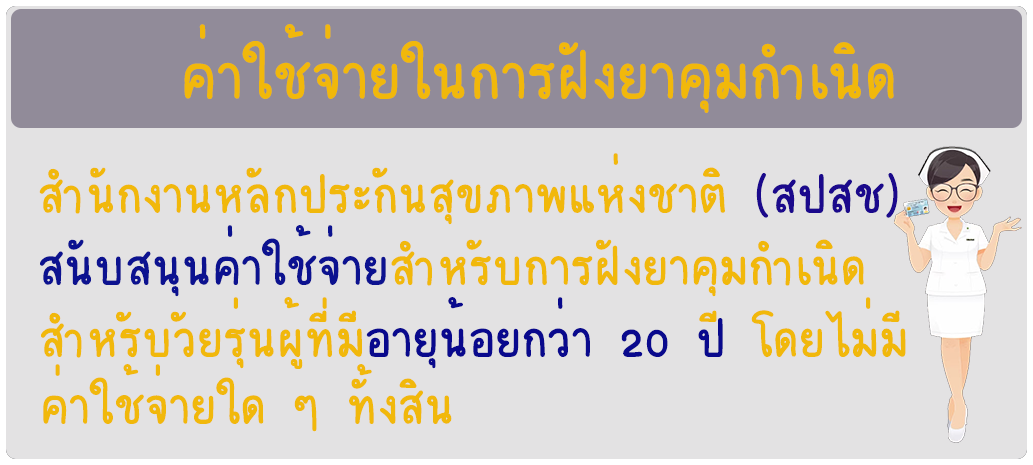 ค่าใช้จ่ายในการฝังยาคุมกำเนิด
สำนักงานหลักประกันสุขภาพแห่งชาติ (สปสช)
สนับสนุนค่าใช้จ่ายสำหรับการฝังยาคุมกำเนิด
สำหรับวัยรุ่นผู้ที่มีอายุน้อยกว่า 20 ปี โดยไม่มี
ค่าใช้จ่ายใด ๆ ทั้งสิน